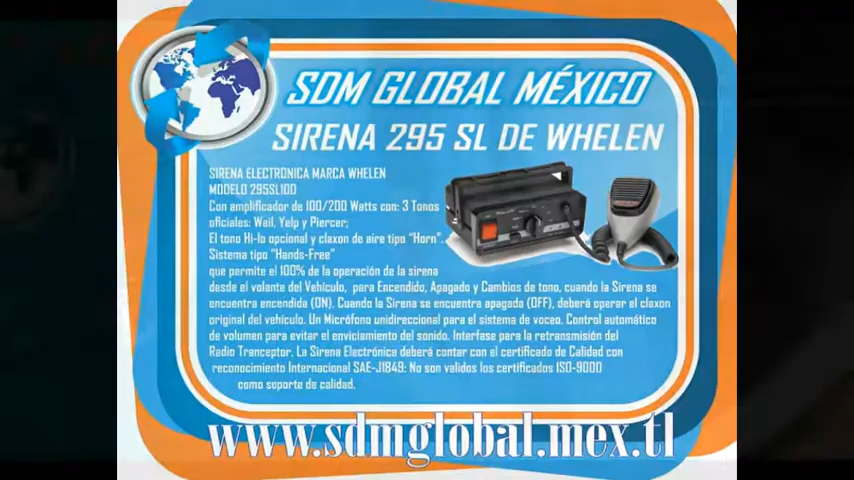 SDM GLOBAL MÉXICO
SIRENA 295 SL DE WHELEN
SIRENA ELECTRONICA MARCA WHELEN
MODELO 295SL100
Con amplificador de 100/200 Watts con: 3 Tonos
oficiales: Wail, Yelp y Piercer;
El tono Hi-lo opcional y claxon de aire tipo "Horn".
Sistema tipo "Hands-Free"
que permite el 100% de la operación de la sirena
desde el volante del Vehículo, para Encendido, Apagado y Cambios de tono, cuando la Sirena se
encuentra encendida (ON). Cuando la Sirena se encuentra apagada (OFF), deberá operar el claxon
original del vehículo. Un Micrófono unidireccional para el sistema de voceo. Control automático
de volumen para evitar el enviciamiento del sonido. Interfase para la retransmisión del
Radio Tranceptor. La Sirena Electrónica deberá contar con el certificado de Calidad con
reconocimiento Internacional SAE-J1849: No son validos los certificados ISO-9000
como soporte de calidad.
www.sdmglobal.mex.tl